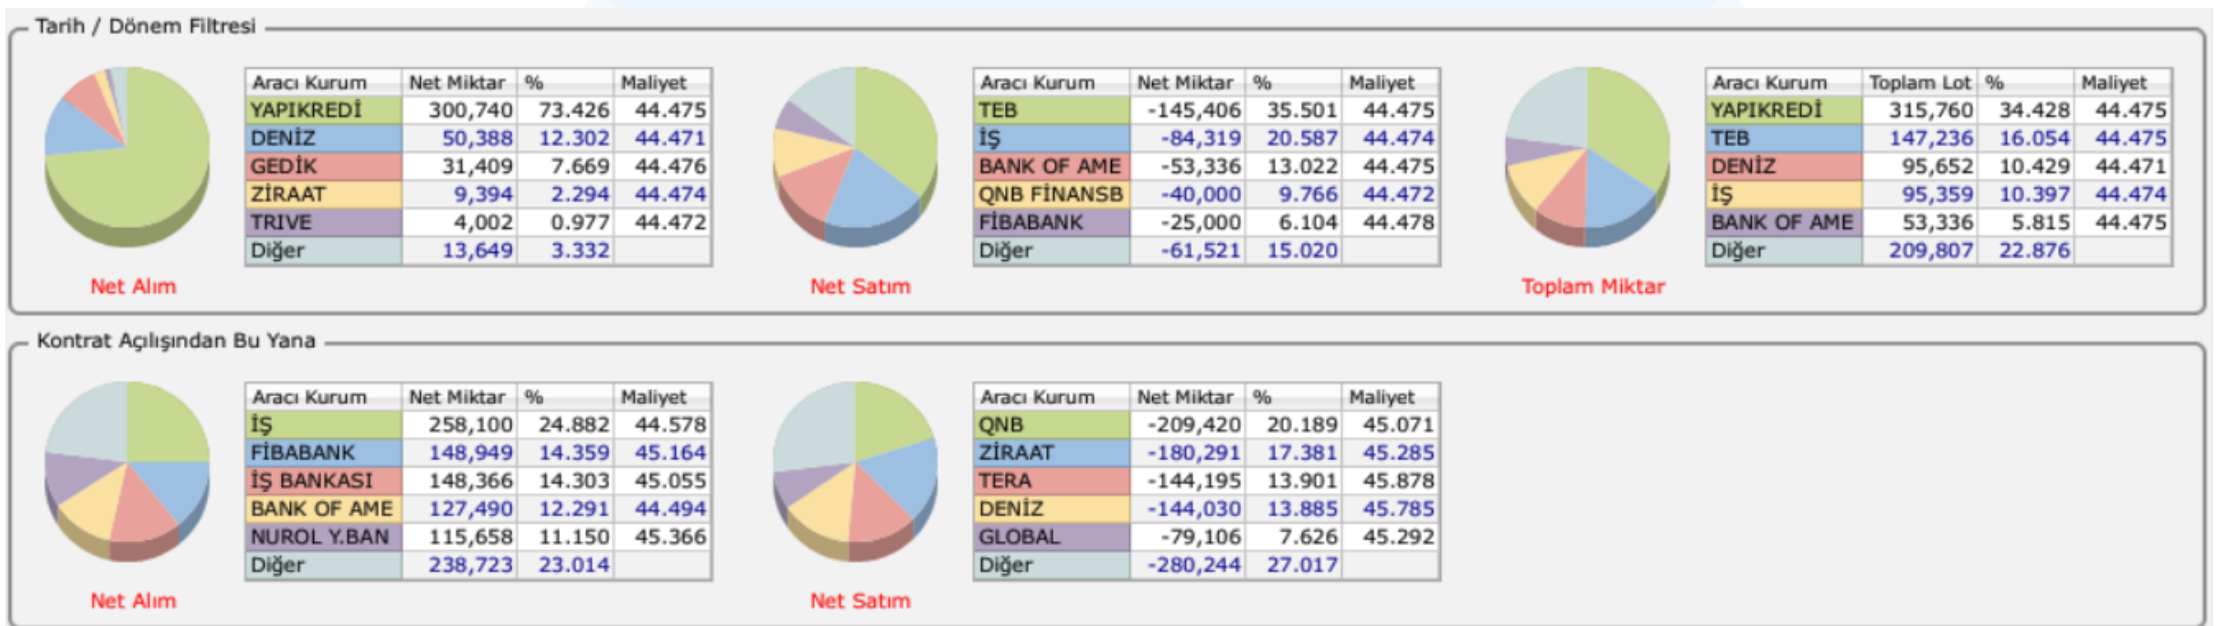 Tarih / Dönem Filtresi
Aracı Kurum Net Miktar % Maliyet
YAPIKREDİ 300,740 73.426 44.475
DENİZ 50,388 12.302 44.471
GEDİK 31,409 7.669 44.476
ZİRAAT 9,394 2.294 44.474
TRIVE 4,002 0.977 44.472
Diğer 13,649 3.332
Net Alım
Aracı Kurum Net Miktar % Maliyet
TEB -145,406 35.501 44.475
İŞ -84,319 20.587 44.474
BANK OF AME -53,336 13.022 44.475
QNB FİNANSB -40,000 9.766 44.472
FİBABANK -25,000 6.104 44.478
Diğer -61,521 15.020
Net Satım
Aracı Kurum Toplam Lot % Maliyet
YAPIKREDİ 315,760 34.428 44.475
TEB 147,236 16.054 44.475
DENİZ 95,652 10.429 44.471
İŞ 95,359 10.397 44.474
BANK OF AME 53,336 5.815 44.475
Diğer 209,807 22.876
Toplam Miktar
Kontrat Açılışından Bu Yana
Aracı Kurum Net Miktar % Maliyet
İŞ 258,100 24.882 44.578
FİBABANK 148,949 14.359 45.164
İŞ BANKASI 148,366 14.303 45.055
BANK OF AME 127,490 12.291 44.494
NUROL Y.BAN 115,658 11.150 45.366
Diğer 238,723 23.014
Net Alım
Aracı Kurum Net Miktar % Maliyet
QNB -209,420 20.189 45.071
ZİRAAT -180,291 17.381 45.285
TERA -144,195 13.901 45.878
DENİZ -144,030 13.885 45.785
GLOBAL -79,106 7.626 45.292
Diğer -280,244 27.017
Net Satım